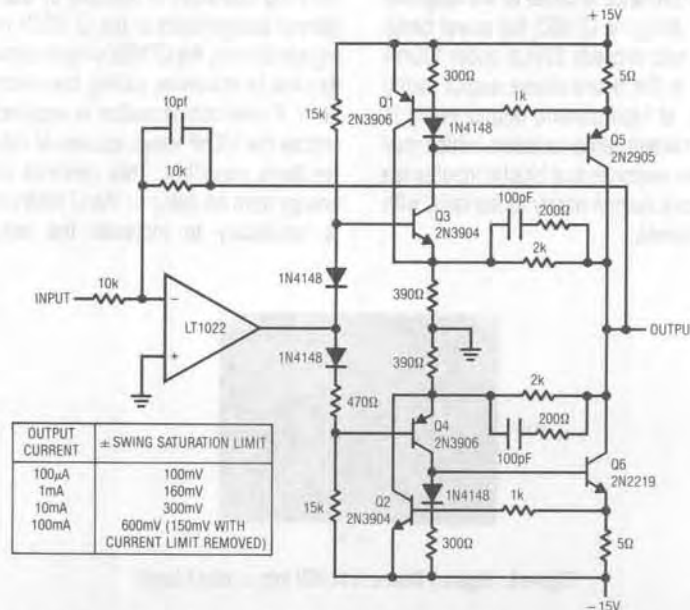 +15V
300Ω
5Ω
10pf
15k
Q1
2N3906
1N4148
1k
Q5
2N2905
10k
Q3
2N3904
100pF
200Ω
2k
1N4148
390Ω
INPUT
10k
LT1022
OUTPUT
1N4148
390Ω
470Ω
2k
200Ω
100pF
Q4
2N3906
Q6
2N2219
15k
Q2
2N3904
1N4148
1k
300Ω
5Ω
−15V
OUTPUT CURRENT
± SWING SATURATION LIMIT
100µA 100mV
1mA 160mV
10mA 300mV
100mA 600mV (150mV WITH
CURRENT LIMIT REMOVED)